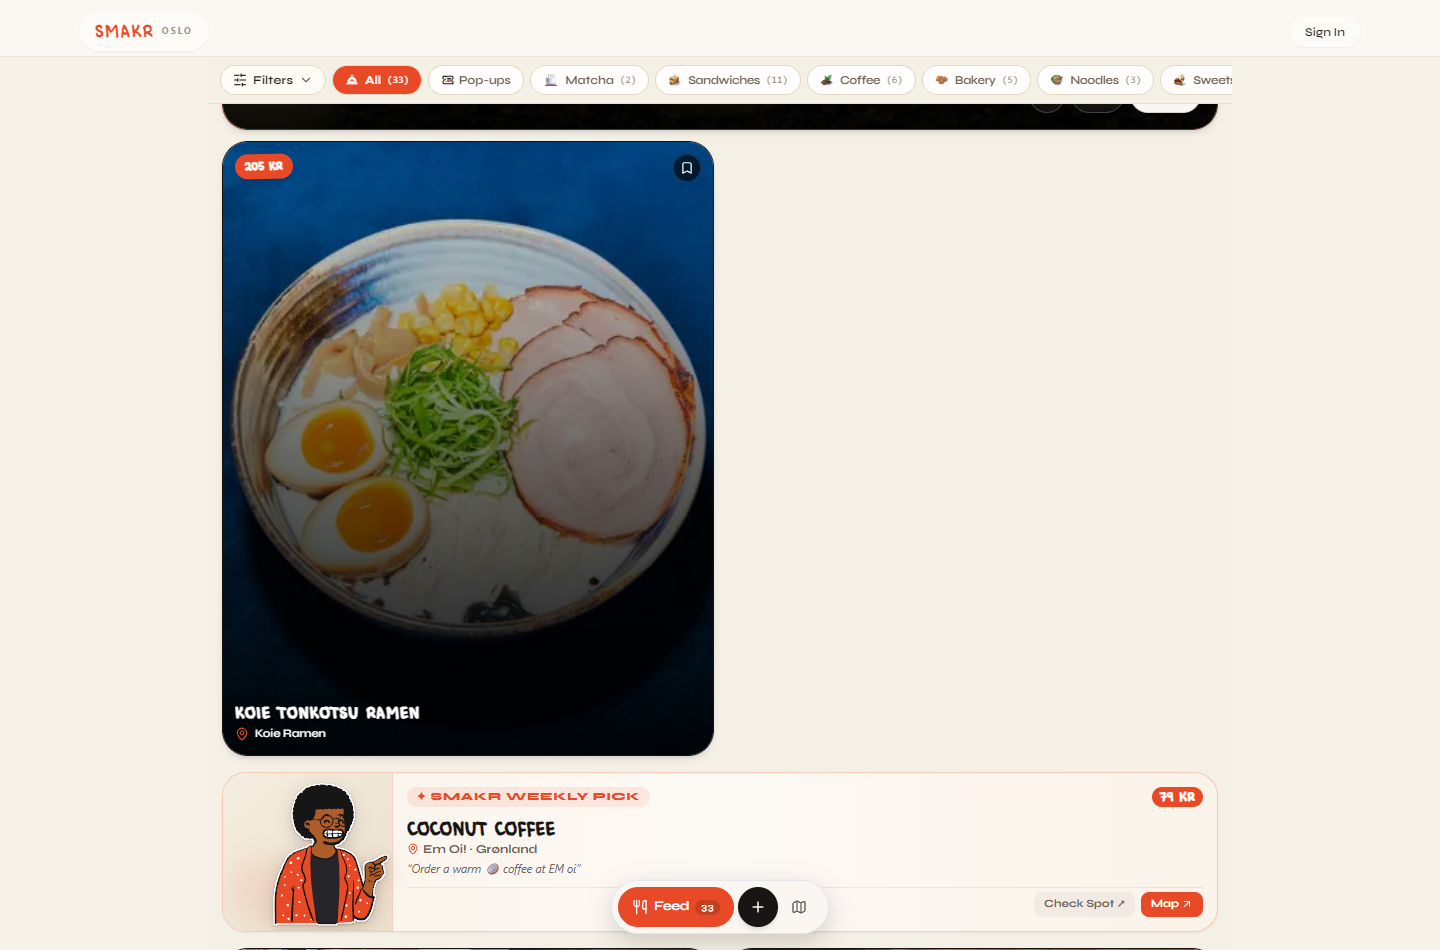 SMAKR OSLO
Sign In
Filters
All (33)
Pop-ups
Matcha (2)
Sandwiches (11)
Coffee (6)
Bakery (5)
Noodles (3)
Sweets
205 KR
KOIE TONKOTSU RAMEN
Koie Ramen
✦ SMAKR WEEKLY PICK
79 KR
COCONUT COFFEE
Em Oi! · Grønland
“Order a warm 🥥 coffee at EM oi”
Check Spot ↗
Map ↗
Feed 33